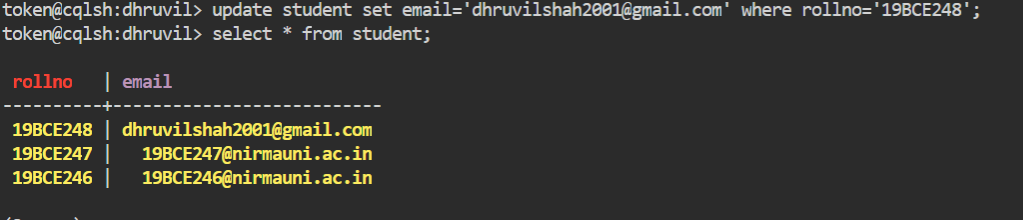 token@cqlsh:dhruvil> update student set email='dhruvilshah2001@gmail.com' where rollno='19BCE248';
token@cqlsh:dhruvil> select * from student;
 rollno   | email
----------+---------------------------
 19BCE248 | dhruvilshah2001@gmail.com
 19BCE247 |   19BCE247@nirmauni.ac.in
 19BCE246 |   19BCE246@nirmauni.ac.in